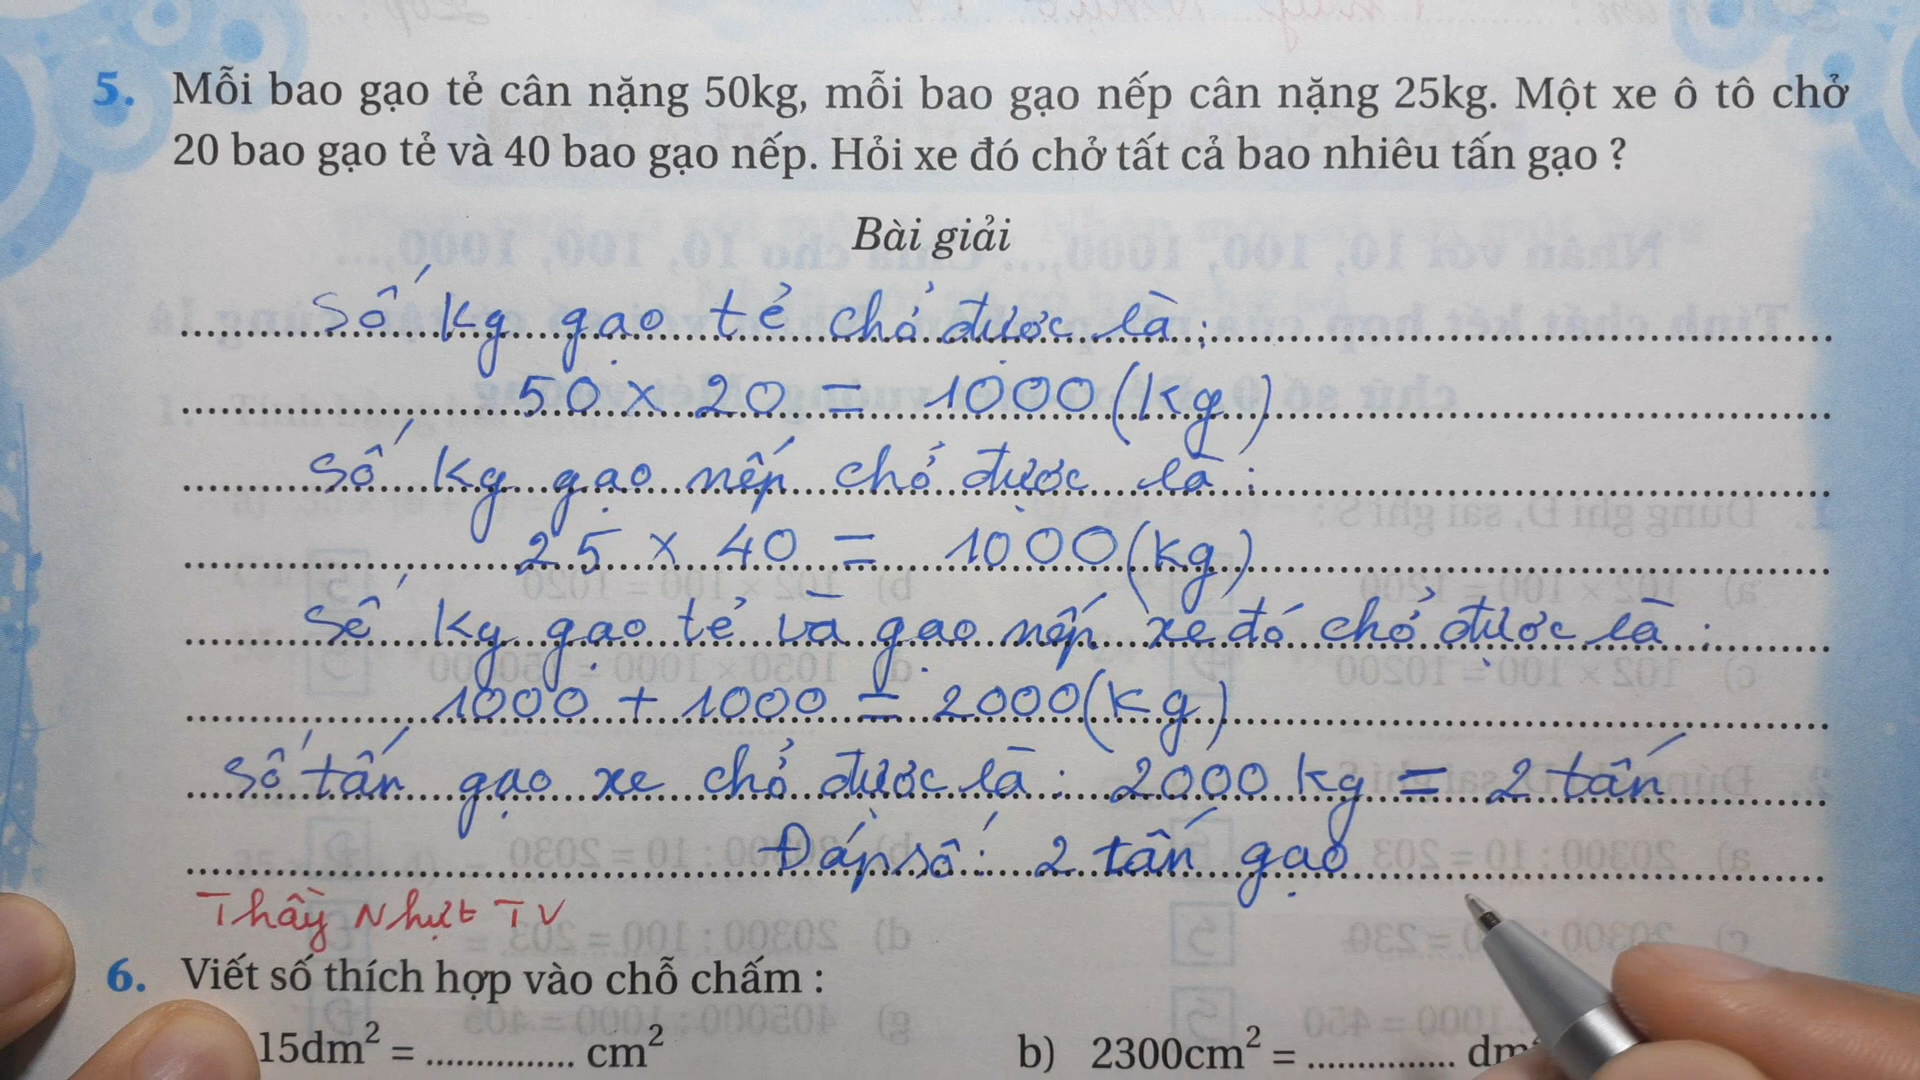 5. Mỗi bao gạo tẻ cân nặng 50kg, mỗi bao gạo nếp cân nặng 25kg. Một xe ô tô chở
20 bao gạo tẻ và 40 bao gạo nếp. Hỏi xe đó chở tất cả bao nhiêu tấn gạo ?
Bài giải
Số kg gạo tẻ chở được là :
50 x 20 = 1000 (kg)
Số kg gạo nếp chở được là :
25 x 40 = 1000 (kg)
Số kg gạo tẻ và gạo nếp xe đó chở được là :
1000 + 1000 = 2000 (kg)
Số tấn gạo xe chở được là : 2000 kg = 2 tấn
Đáp số : 2 tấn gạo
Thầy Nhựt TV
6. Viết số thích hợp vào chỗ chấm :
15dm² = ............... cm²
b) 2300cm² = ............... dm²